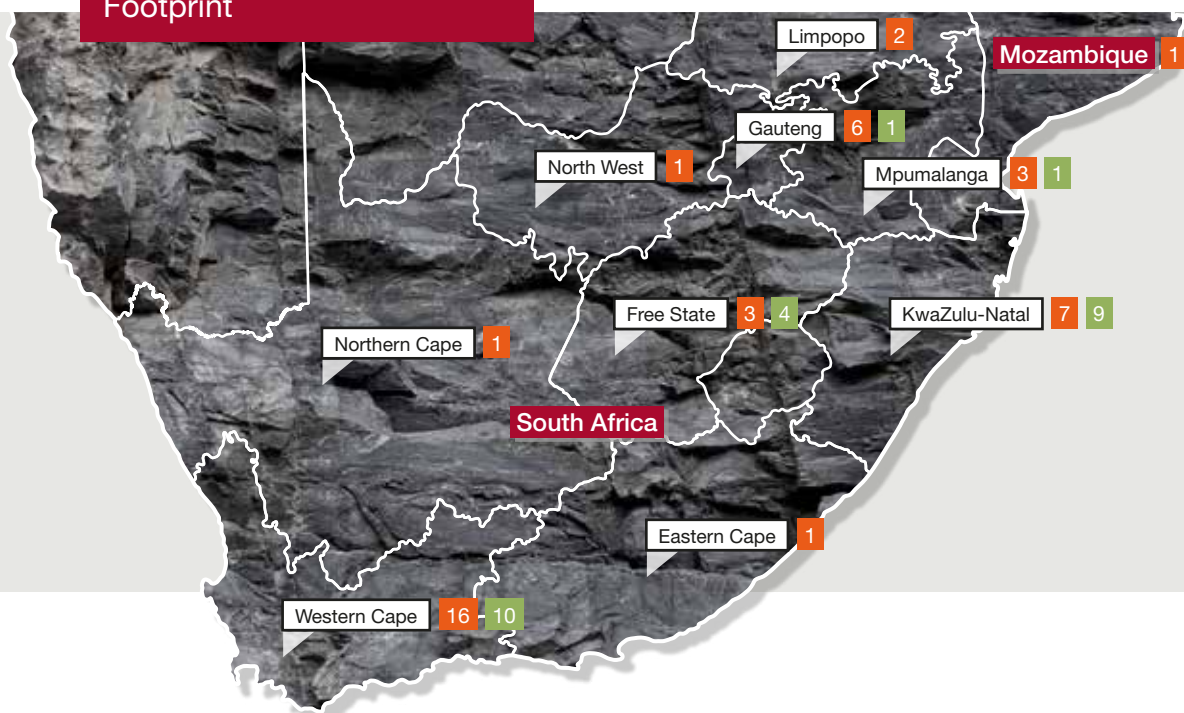 Footprint
Limpopo 2
Mozambique 1
Gauteng 6 1
North West 1
Mpumalanga 3 1
Free State 3 4
KwaZulu-Natal 7 9
Northern Cape 1
South Africa
Eastern Cape 1
Western Cape 16 10